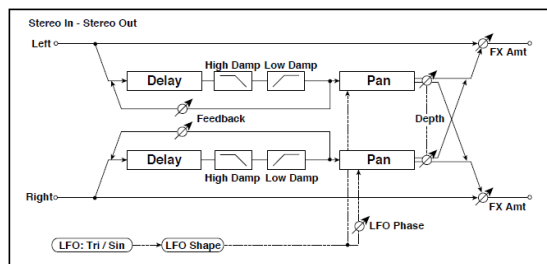 Stereo In - Stereo Out
Left
FX Amt
High Damp Low Damp
Delay
Pan
Feedback
Depth
Delay
Pan
High Damp Low Damp
Right
FX Amt
LFO Phase
LFO: Tri / Sin
LFO Shape